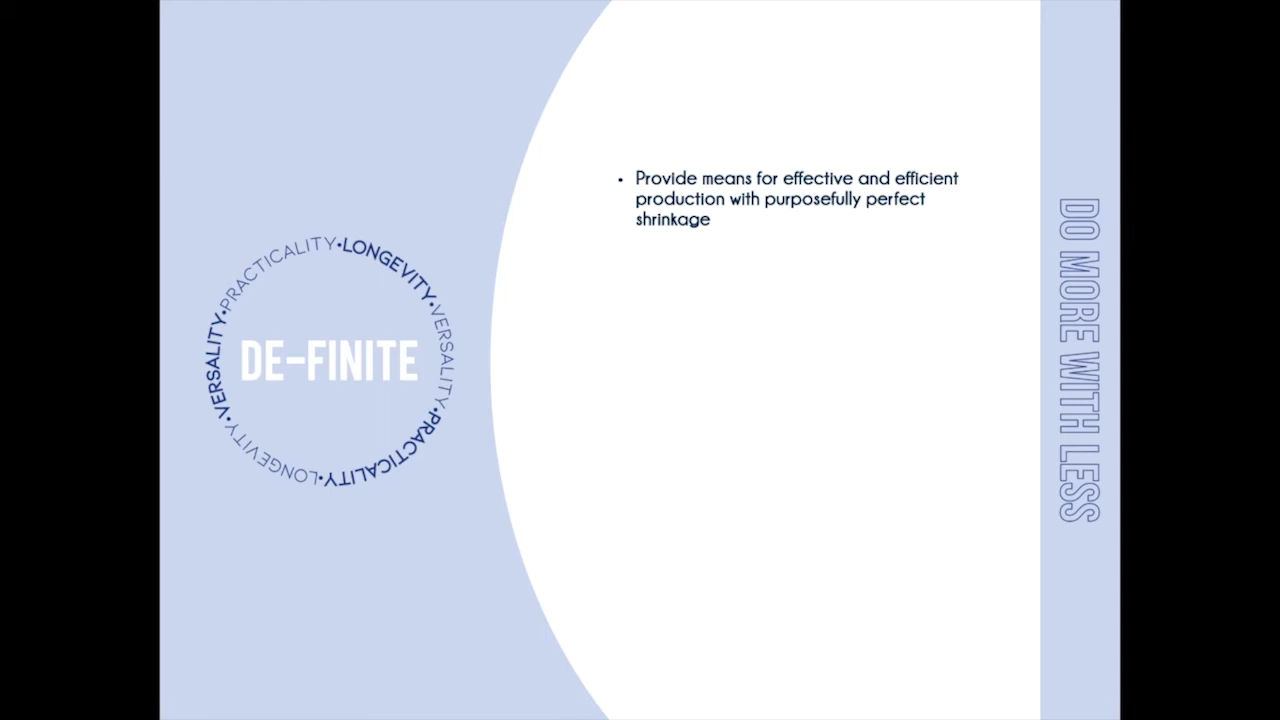 PRACTICALITY•LONGEVITY•VERSALITY•PRACTICALITY•LONGEVITY•VERSALITY•
DE-FINITE
• Provide means for effective and efficient
production with purposefully perfect
shrinkage
DO MORE WITH LESS